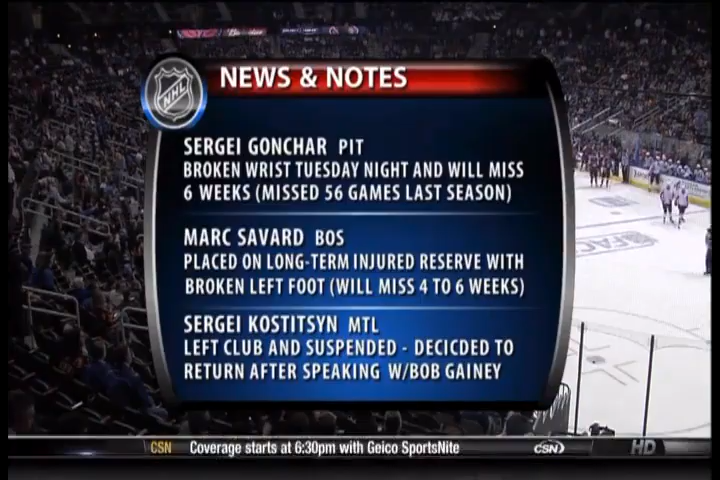 NHL
NEWS & NOTES
SERGEI GONCHAR PIT
BROKEN WRIST TUESDAY NIGHT AND WILL MISS
6 WEEKS (MISSED 56 GAMES LAST SEASON)
MARC SAVARD BOS
PLACED ON LONG-TERM INJURED RESERVE WITH
BROKEN LEFT FOOT (WILL MISS 4 TO 6 WEEKS)
SERGEI KOSTITSYN MTL
LEFT CLUB AND SUSPENDED - DECICDED TO
RETURN AFTER SPEAKING W/BOB GAINEY
CSN Coverage starts at 6:30pm with Geico SportsNite CSN HD